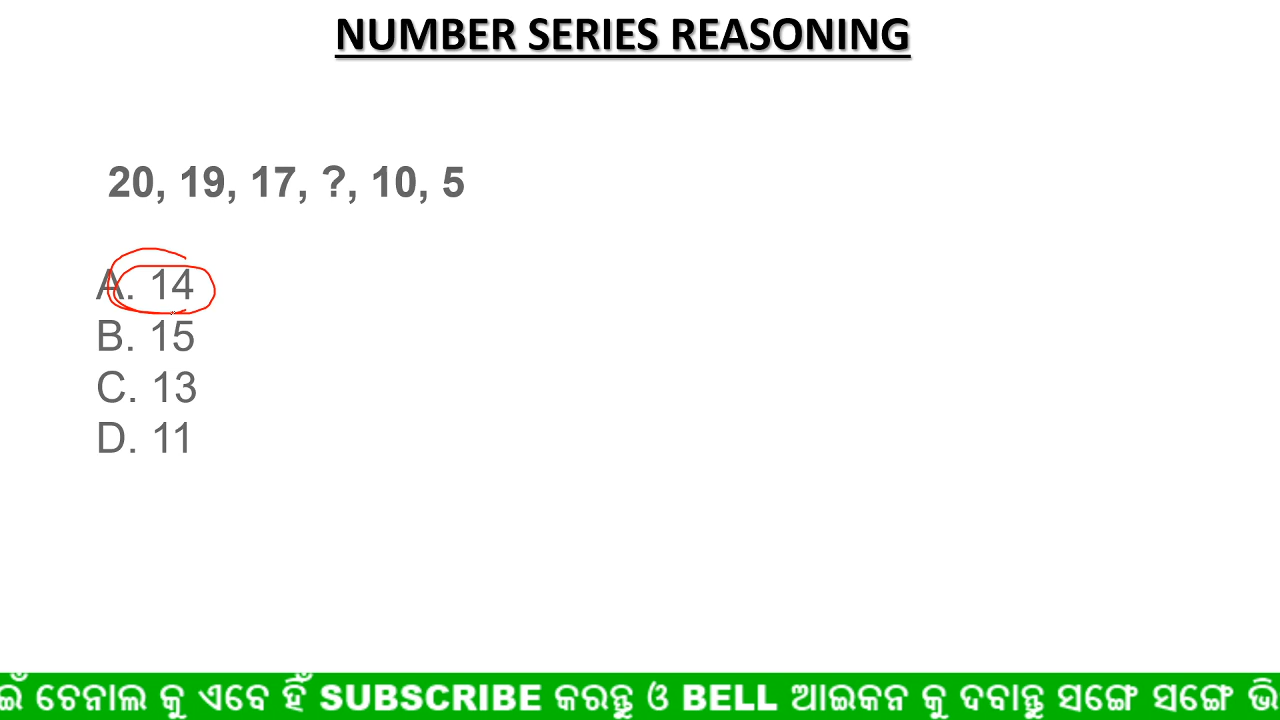 NUMBER SERIES REASONING
20, 19, 17, ?, 10, 5
A. 14
B. 15
C. 13
D. 11
ଚେନାଲ କୁ ଏବେ ହିଁ SUBSCRIBE କରନ୍ତୁ ଓ BELL ଆଇକନ କୁ ଦବାନ୍ତୁ ସଙ୍ଗେ ସଙ୍ଗେ